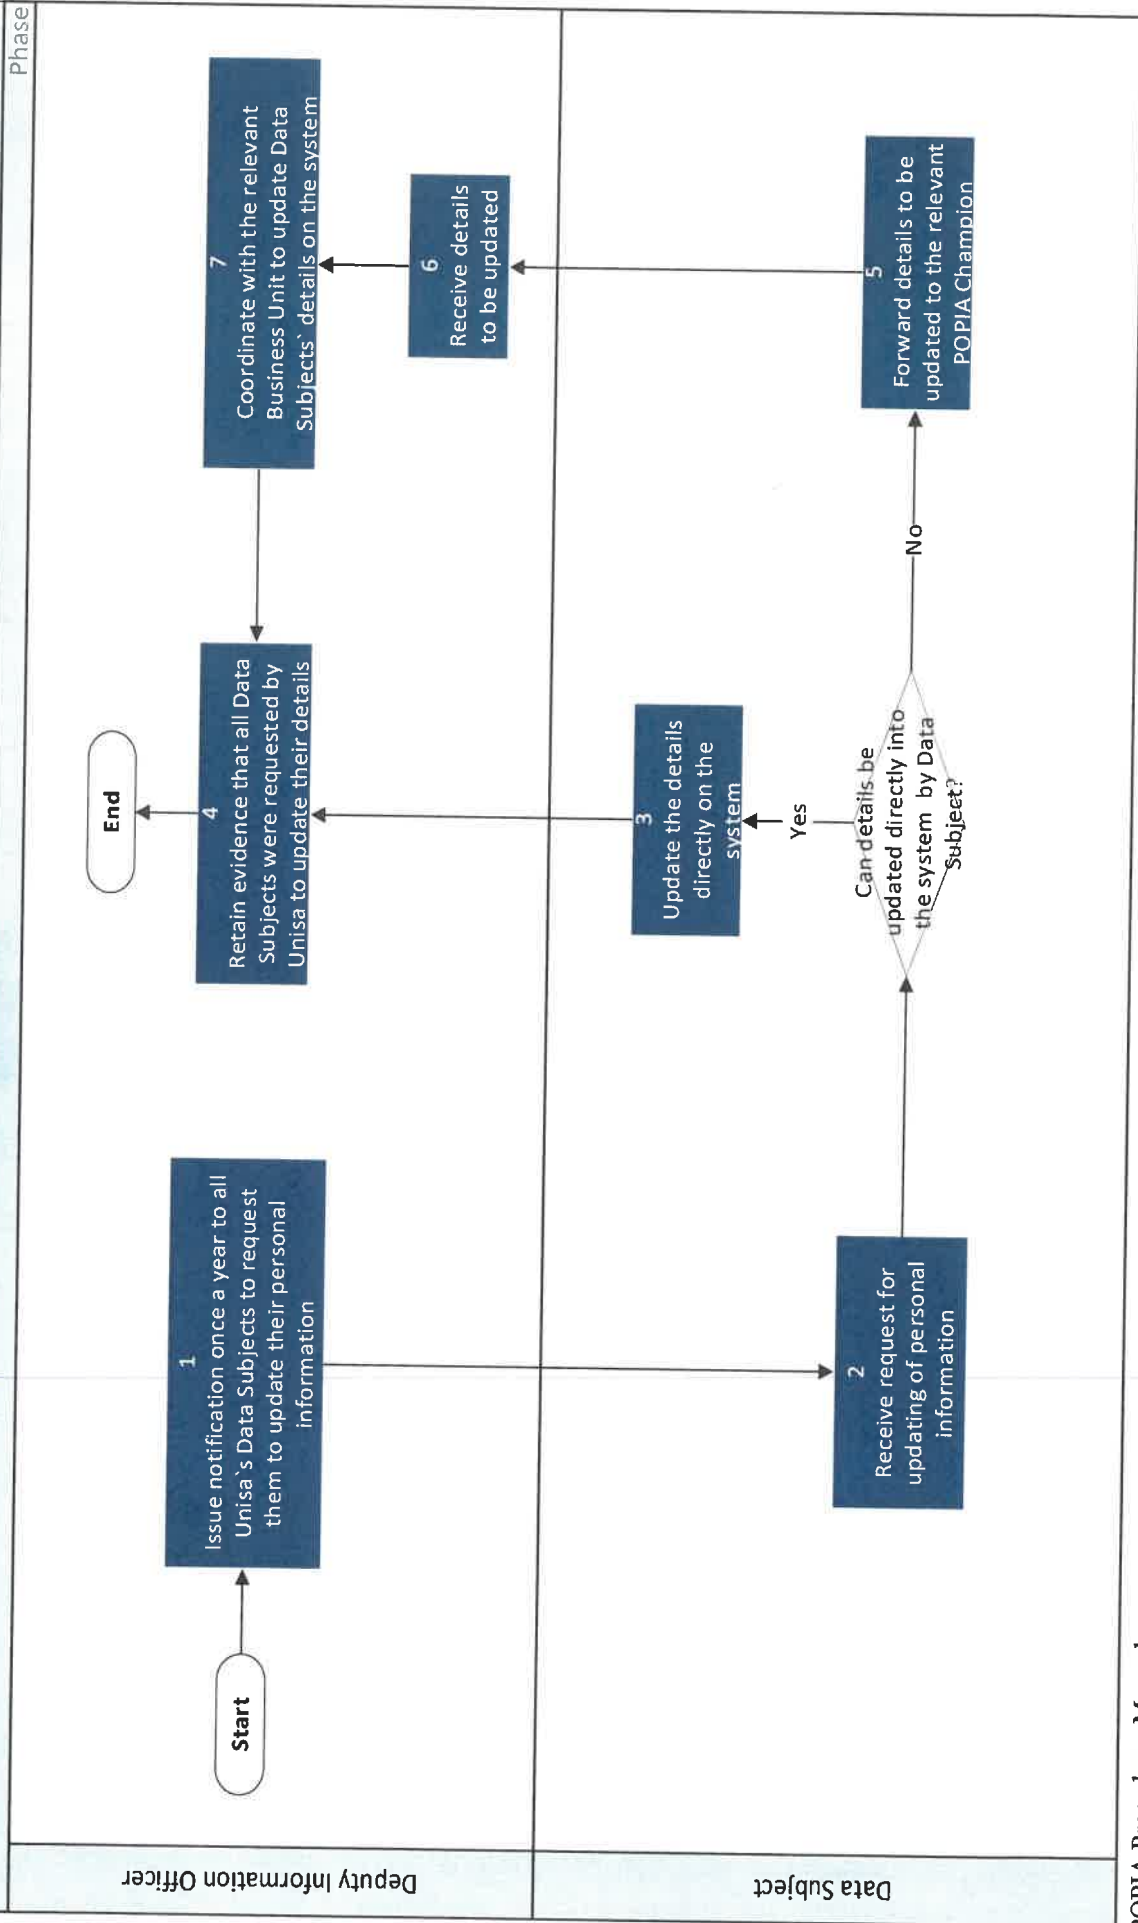 Phase
Deputy Information Officer
Start
1
Issue notification once a year to all
Unisa`s Data Subjects to request
them to update their personal
information
End
4
Retain evidence that all Data
Subjects were requested by
Unisa to update their details
7
Coordinate with the relevant
Business Unit to update Data
Subjects` details on the system
6
Receive details
to be updated
Data Subject
2
Receive request for
updating of personal
information
Can details be
updated directly into
the system by Data
Subject?
Yes
3
Update the details
directly on the
system
No
5
Forward details to be
updated to the relevant
POPIA Champion